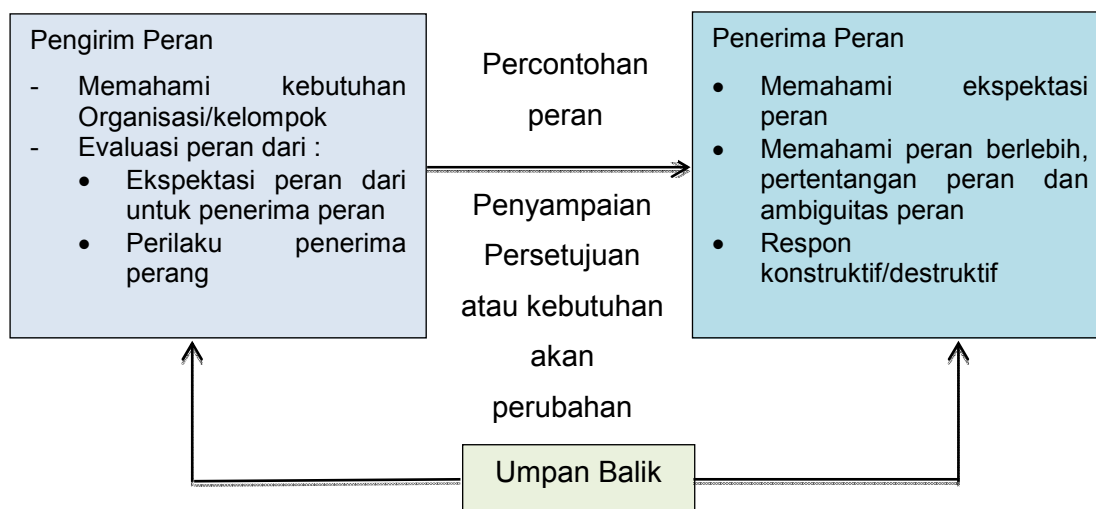 Pengirim Peran
- Memahami kebutuhan
Organisasi/kelompok
- Evaluasi peran dari :
• Ekspektasi peran dari
untuk penerima peran
• Perilaku penerima
perang
Percontohan
peran
Penyampaian
Persetujuan
atau kebutuhan
akan
perubahan
Penerima Peran
• Memahami ekspektasi
peran
• Memahami peran berlebih,
pertentangan peran dan
ambiguitas peran
• Respon
konstruktif/destruktif
Umpan Balik